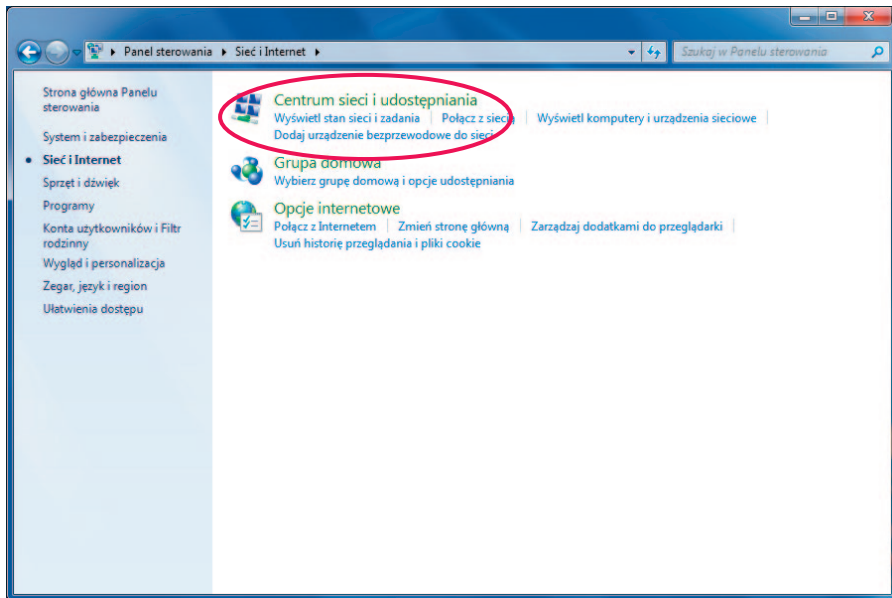 Panel sterowania Sieć i Internet
Szukaj w Panelu sterowania
Strona główna Panelu
sterowania
System i zabezpieczenia
Sieć i Internet
Sprzęt i dźwięk
Programy
Konta użytkowników i Filtr
rodzinny
Wygląd i personalizacja
Zegar, język i region
Ułatwienia dostępu
Centrum sieci i udostępniania
Wyświetl stan sieci i zadania Połącz z siecią Wyświetl komputery i urządzenia sieciowe
Dodaj urządzenie bezprzewodowe do sieci
Grupa domowa
Wybierz grupę domową i opcje udostępniania
Opcje internetowe
Połącz z Internetem Zmień stronę główną Zarządzaj dodatkami do przeglądarki
Usuń historię przeglądania i pliki cookie